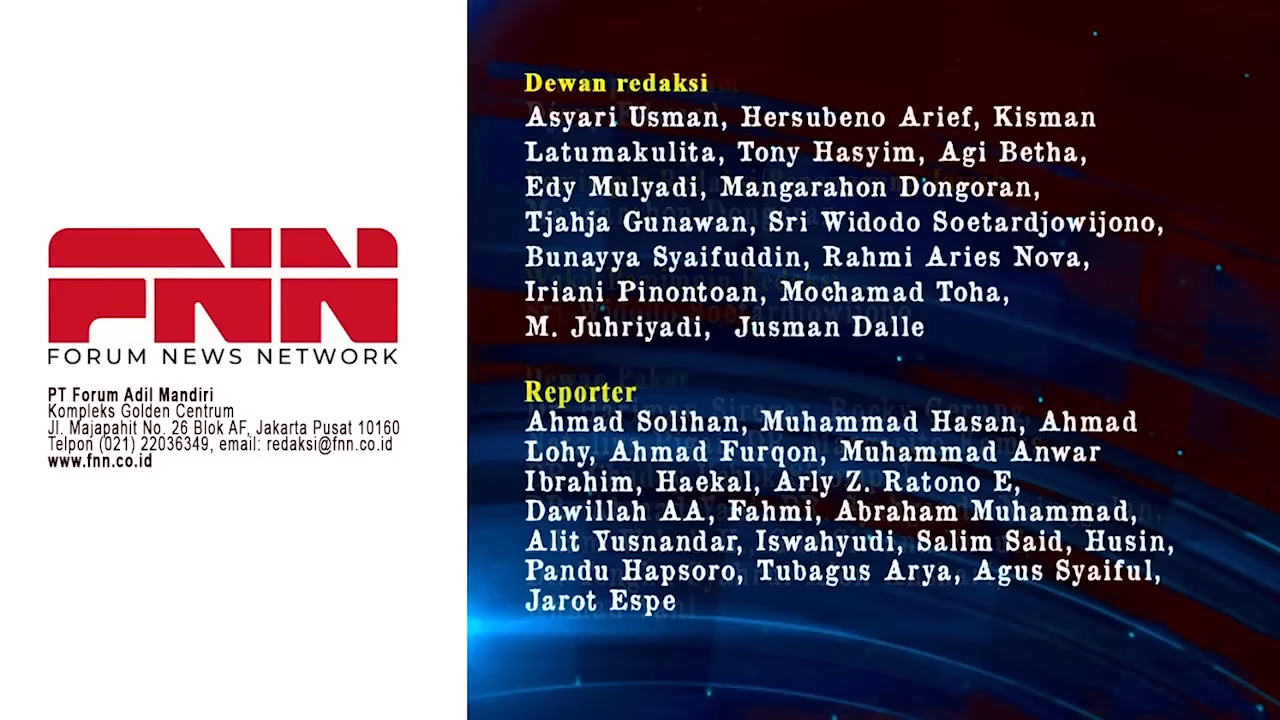 FNN
FORUM NEWS NETWORK
PT Forum Adil Mandiri
Kompleks Golden Centrum
Jl. Majapahit No. 26 Blok AF, Jakarta Pusat 10160
Telpon (021) 22036349, email: redaksi@fnn.co.id
www.fnn.co.id
Dewan redaksi
Asyari Usman, Hersubeno Arief, Kisman
Latumakulita, Tony Hasyim, Agi Betha,
Edy Mulyadi, Mangarahon Dongoran,
Tjahja Gunawan, Sri Widodo Soetardjowijono,
Bunayya Syaifuddin, Rahmi Aries Nova,
Iriani Pinontoan, Mochamad Toha,
M. Juhriyadi, Jusman Dalle
Reporter
Ahmad Solihan, Muhammad Hasan, Ahmad
Lohy, Ahmad Furqon, Muhammad Anwar
Ibrahim, Haekal, Arly Z. Ratono E,
Dawillah AA, Fahmi, Abraham Muhammad,
Alit Yusnandar, Iswahyudi, Salim Said, Husin,
Pandu Hapsoro, Tubagus Arya, Agus Syaiful,
Jarot Espe